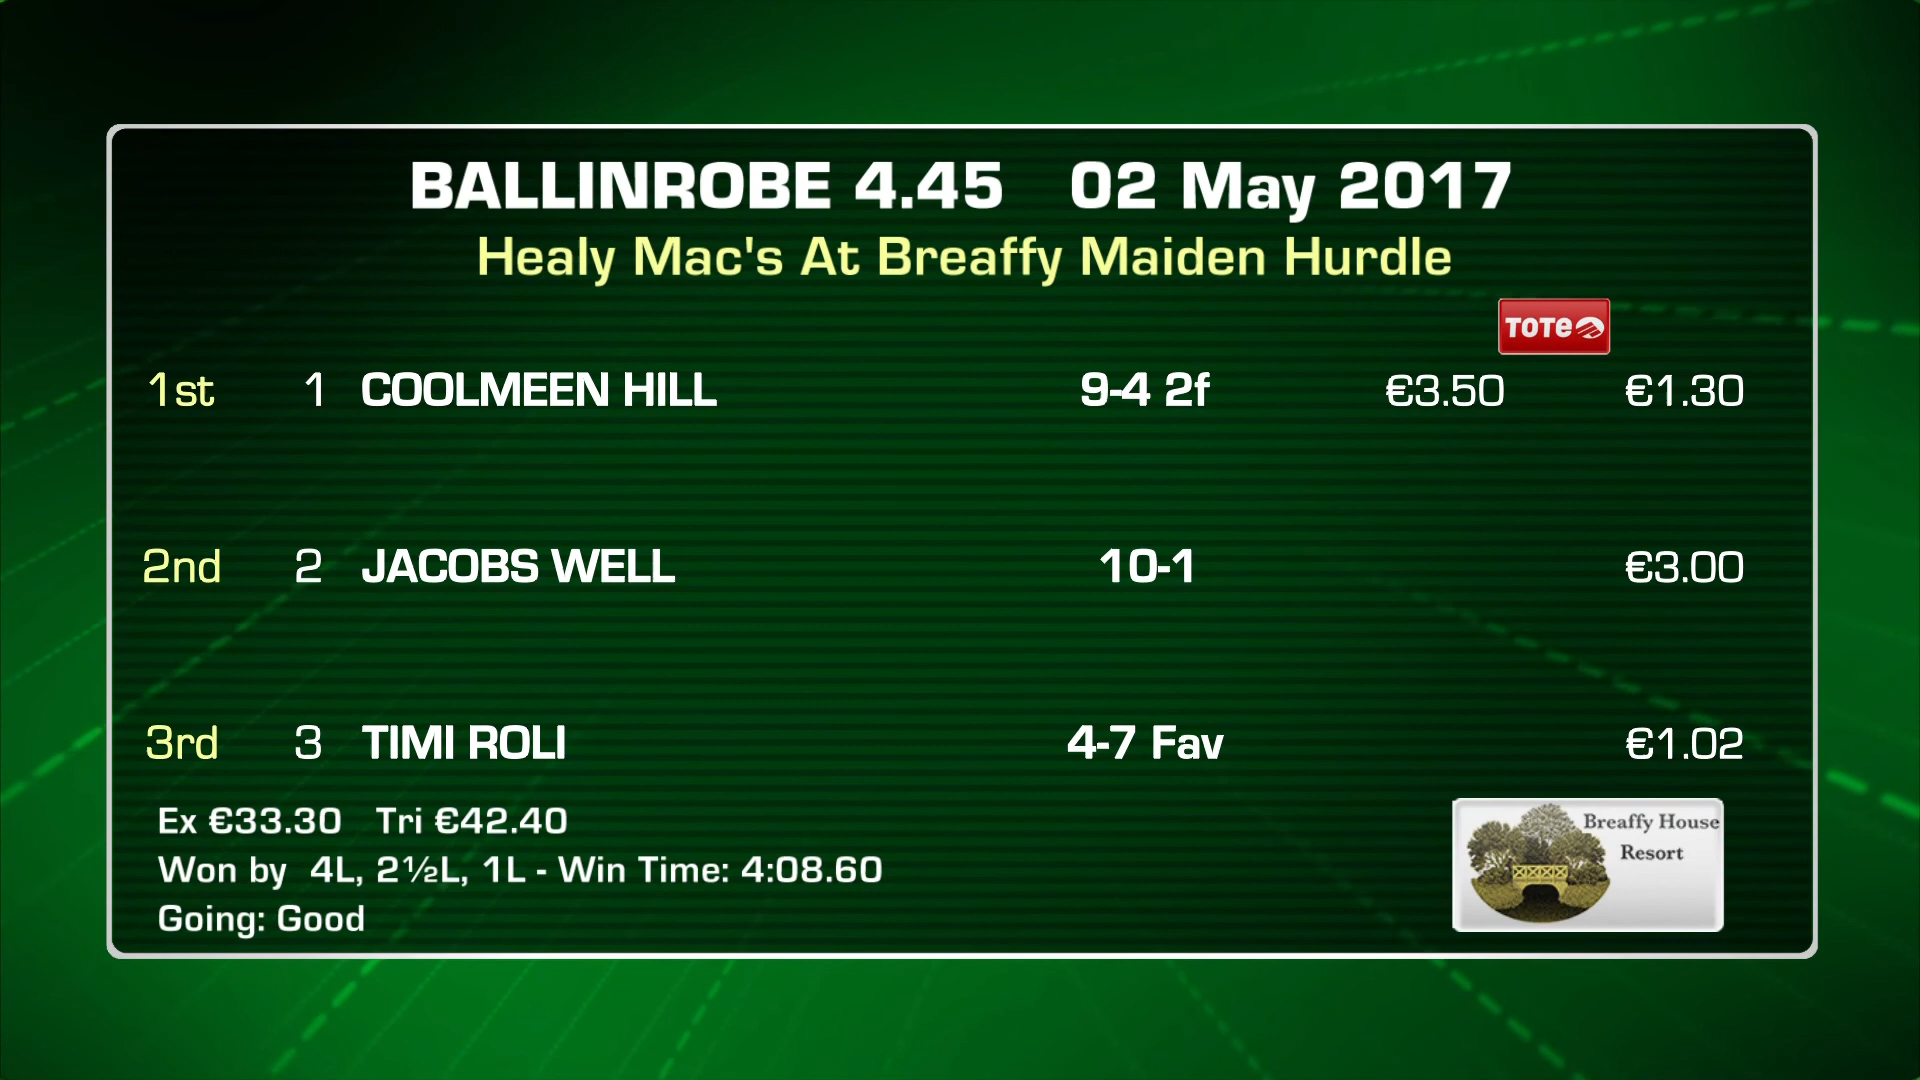 BALLINROBE 4.45 02 May 2017
Healy Mac's At Breaffy Maiden Hurdle
TOTE
1st 1 COOLMEEN HILL 9-4 2f €3.50 €1.30
2nd 2 JACOBS WELL 10-1 €3.00
3rd 3 TIMI ROLI 4-7 Fav €1.02
Ex €33.30 Tri €42.40
Won by 4L, 2½L, 1L - Win Time: 4:08.60
Going: Good
Breaffy House
Resort